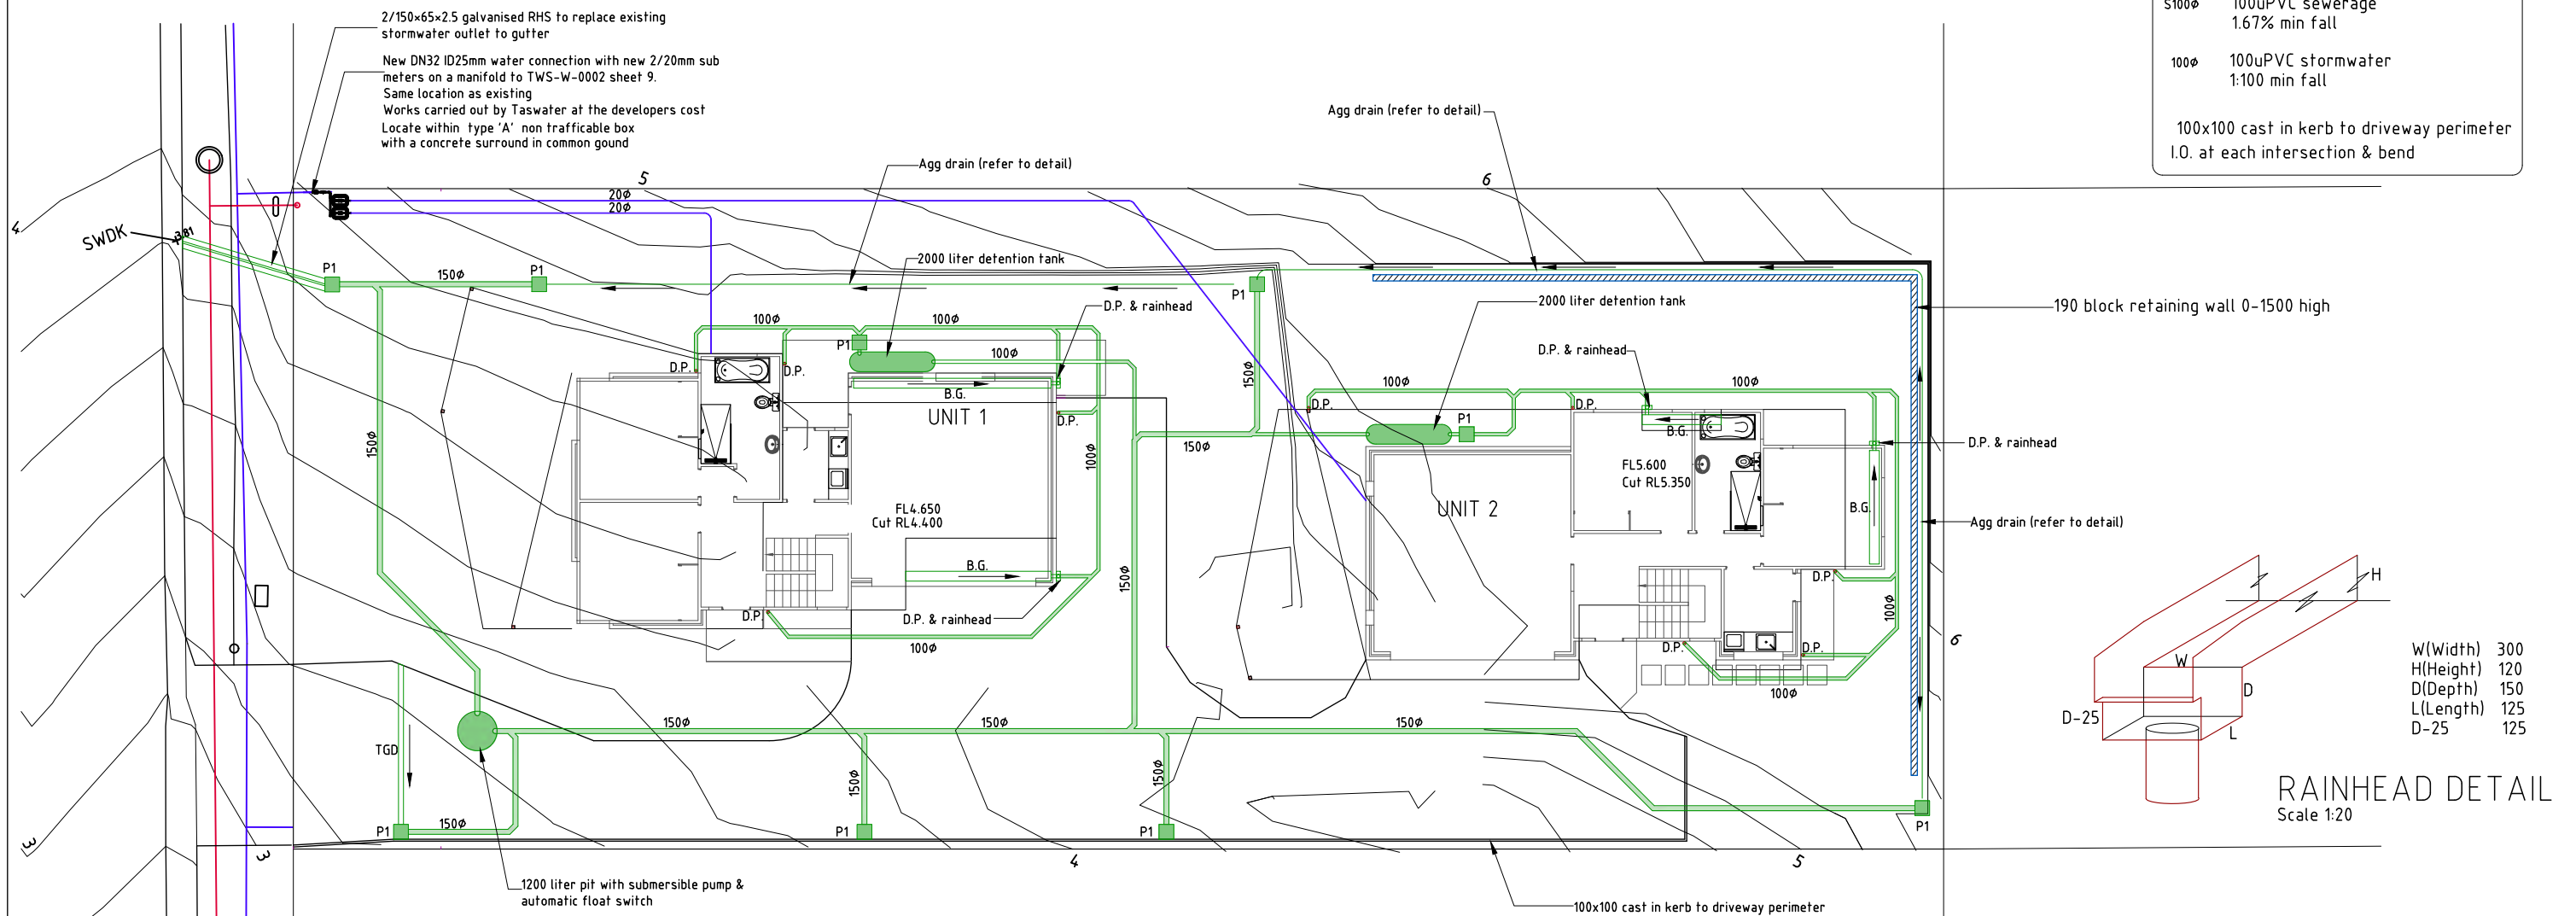 2/150×65×2.5 galvanised RHS to replace existing
stormwater outlet to gutter
New DN32 ID25mm water connection with new 2/20mm sub
meters on a manifold to TWS-W-0002 sheet 9.
Same location as existing
Works carried out by Taswater at the developers cost
Locate within type 'A' non trafficable box
with a concrete surround in common gound
S100ø 100uPVC sewerage
1.67% min fall
100ø 100uPVC stormwater
1:100 min fall
100x100 cast in kerb to driveway perimeter
I.O. at each intersection & bend
Agg drain (refer to detail)
Agg drain (refer to detail)
5
6
20ø
20ø
4
SWDK
3.81
P1
150ø
P1
2000 liter detention tank
P1
2000 liter detention tank
190 block retaining wall 0-1500 high
D.P. & rainhead
100ø
100ø
P1
100ø
D.P.
D.P.
B.G.
UNIT 1
D.P.
150ø
D.P. & rainhead
100ø
100ø
D.P.
D.P.
P1
B.G.
D.P. & rainhead
150ø
150ø
100ø
FL5.600
Cut RL5.350
UNIT 2
B.G.
FL4.650
Cut RL4.400
Agg drain (refer to detail)
B.G.
150ø
D.P.
100ø
D.P.
D.P. & rainhead
100ø
D.P.
D.P.
100ø
6
H
W
D
D-25
L
W(Width) 300
H(Height) 120
D(Depth) 150
L(Length) 125
D-25 125
RAINHEAD DETAIL
Scale 1:20
150ø
150ø
150ø
TGD
150ø
150ø
P1
150ø
P1
P1
P1
3
3
4
5
1200 liter pit with submersible pump &
automatic float switch
100x100 cast in kerb to driveway perimeter